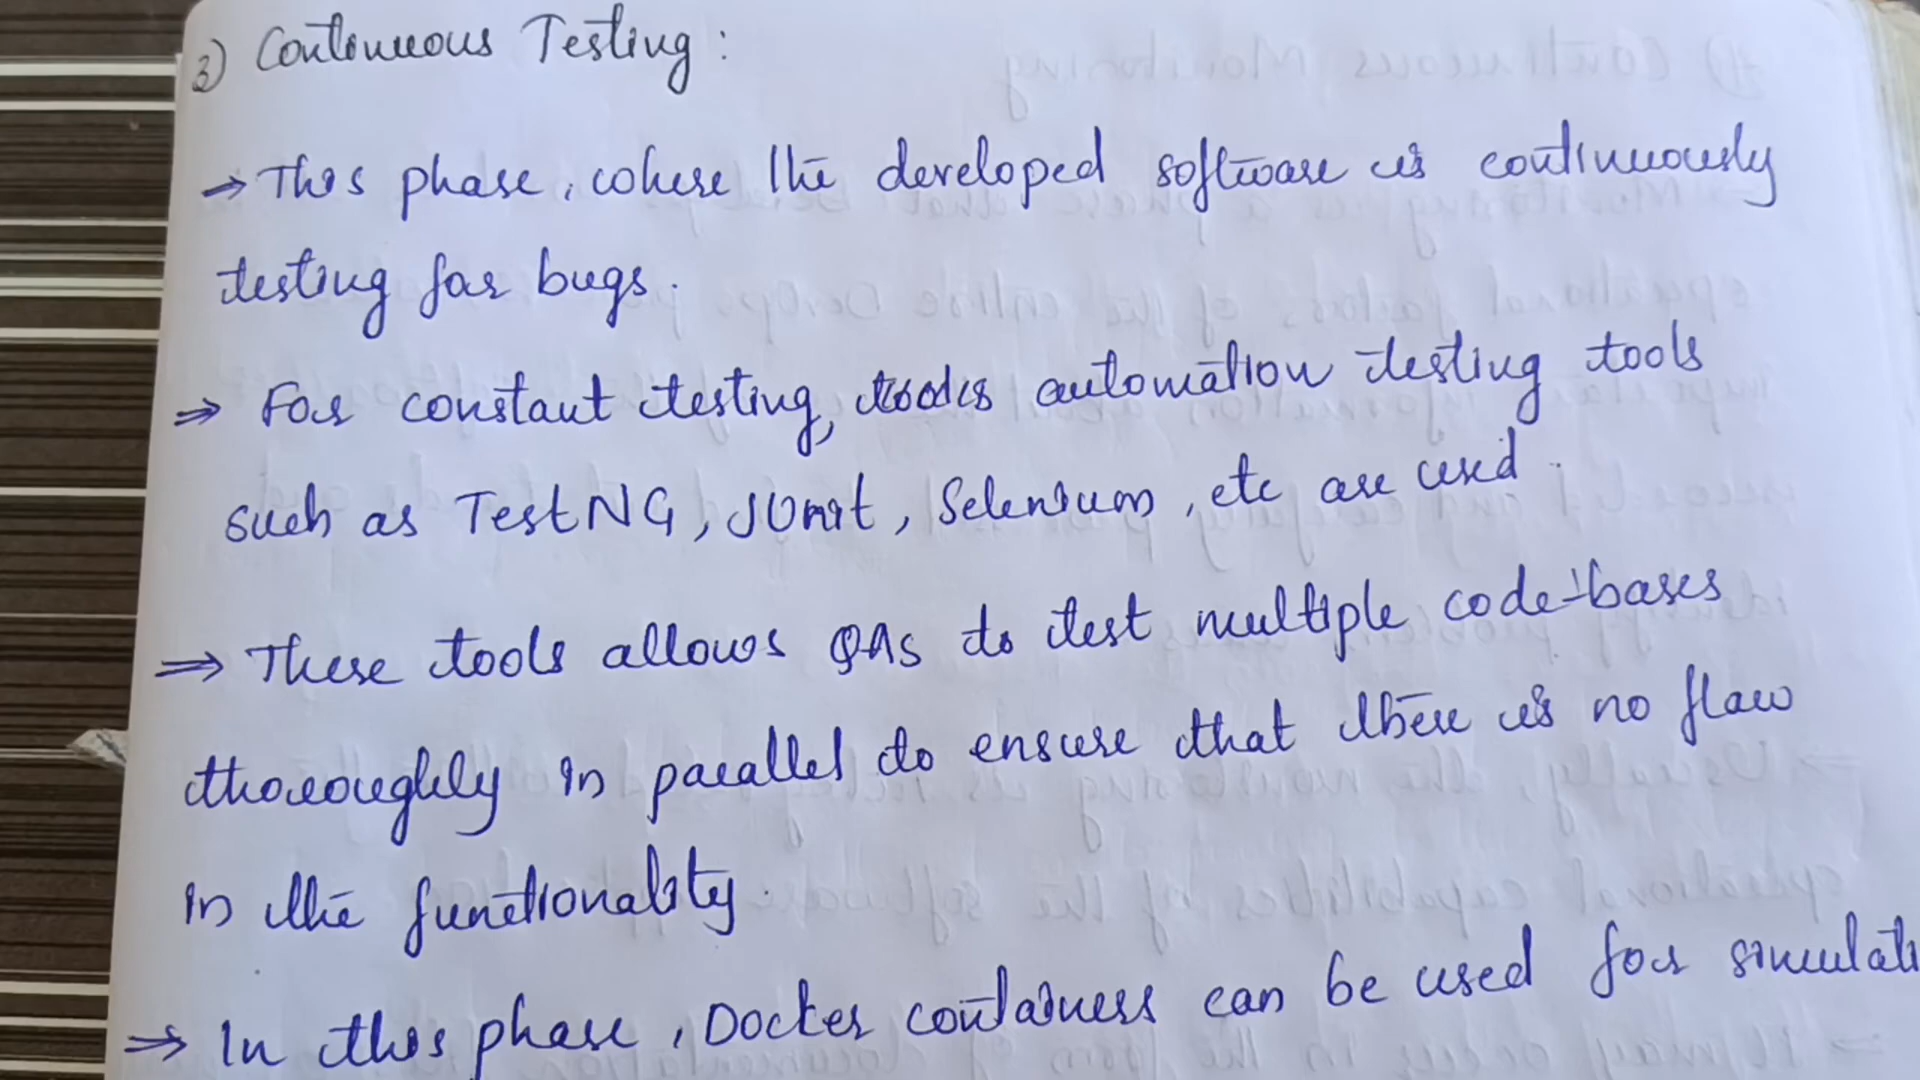 3) Continuous Testing:
→ This phase, where the developed software is continuously
testing for bugs.
⇒ For constant testing, automation testing tools
such as TestNG, JUnit, Selenium, etc are used.
⇒ These tools allows QAs to test multiple code-bases
thoroughly in parallel to ensure that there is no flaw
in the functionality.
⇒ In this phase, Docker containers can be used for simulati